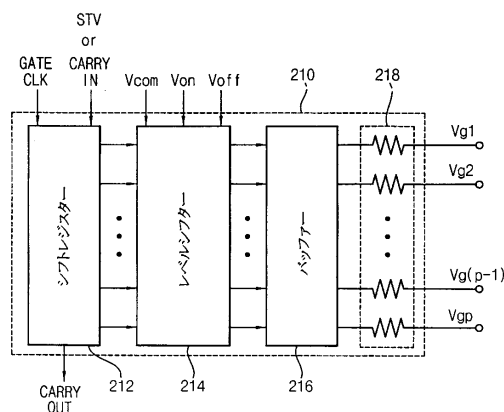 STV
or
CARRY
IN
GATE
CLK
Vcom
Von
Voff
210
218
シフトレジスター
レベルシフター
バッファー
Vg1
Vg2
Vg(p-1)
Vgp
CARRY
OUT
212
214
216